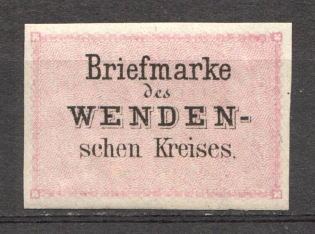 Briefmarke
des
WENDEN-
schen Kreises.